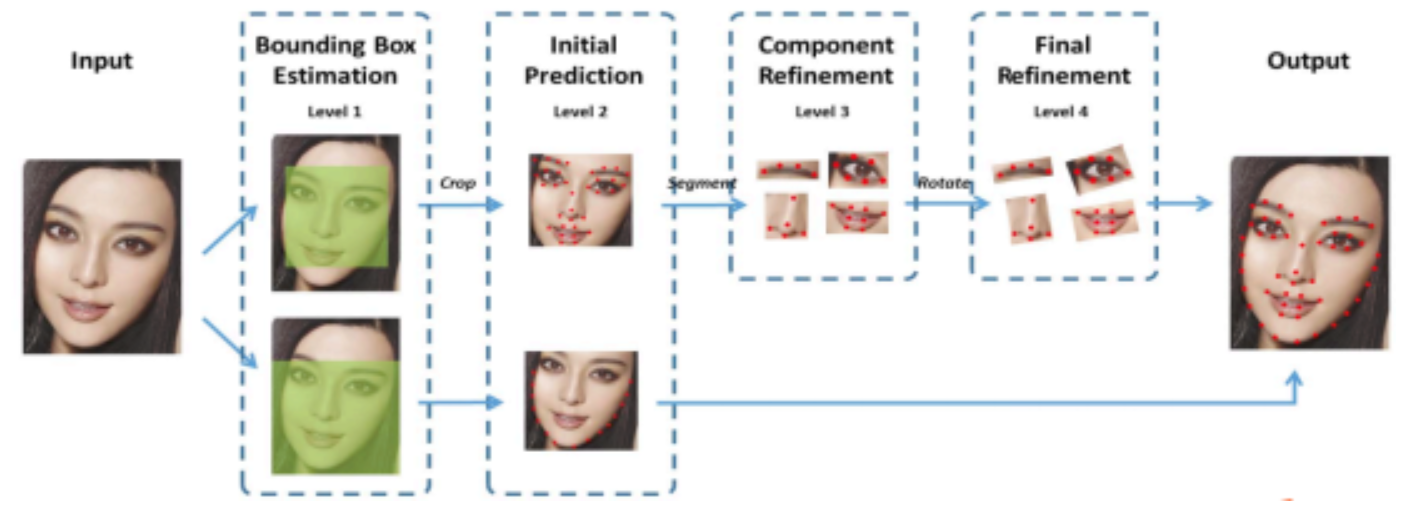 Input
Bounding Box
Estimation
Level 1
Crop
Initial
Prediction
Level 2
Segment
Component
Refinement
Level 3
Rotate
Final
Refinement
Level 4
Output